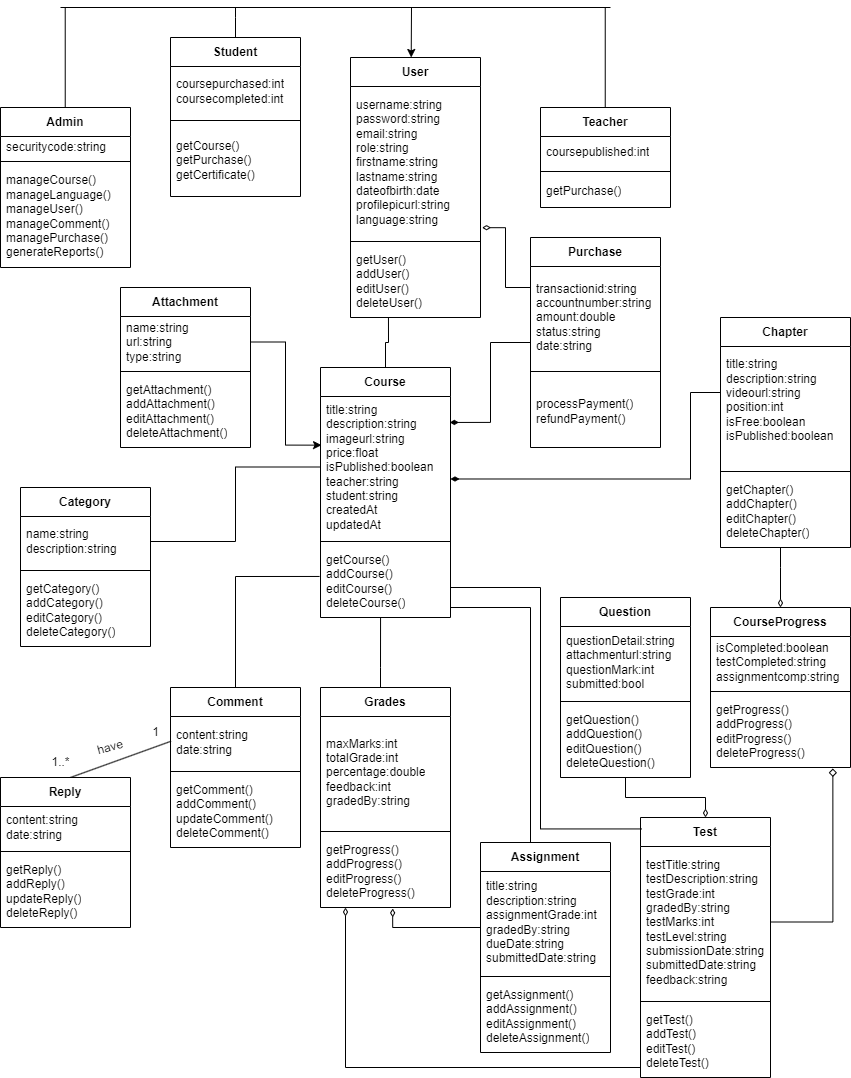 Student
coursepurchased:int
coursecompleted:int
getCourse()
getPurchase()
getCertificate()
User
username:string
password:string
email:string
role:string
firstname:string
lastname:string
dateofbirth:date
profilepicurl:string
language:string
getUser()
addUser()
editUser()
deleteUser()
Admin
securitycode:string
manageCourse()
manageLanguage()
manageUser()
manageComment()
managePurchase()
generateReports()
Teacher
coursepublished:int
getPurchase()
Purchase
transactionid:string
accountnumber:string
amount:double
status:string
date:string
processPayment()
refundPayment()
Attachment
name:string
url:string
type:string
getAttachment()
addAttachment()
editAttachment()
deleteAttachment()
Chapter
title:string
description:string
videourl:string
position:int
isFree:boolean
isPublished:boolean
getChapter()
addChapter()
editChapter()
deleteChapter()
Course
title:string
description:string
imageurl:string
price:float
isPublished:boolean
teacher:string
student:string
createdAt
updatedAt
getCourse()
addCourse()
editCourse()
deleteCourse()
Category
name:string
description:string
getCategory()
addCategory()
editCategory()
deleteCategory()
Question
questionDetail:string
attachmenturl:string
questionMark:int
submitted:bool
getQuestion()
addQuestion()
editQuestion()
deleteQuestion()
CourseProgress
isCompleted:boolean
testCompleted:string
assignmentcomp:string
getProgress()
addProgress()
editProgress()
deleteProgress()
Comment
content:string
date:string
getComment()
addComment()
updateComment()
deleteComment()
1
have
1..*
Grades
maxMarks:int
totalGrade:int
percentage:double
feedback:int
gradedBy:string
getProgress()
addProgress()
editProgress()
deleteProgress()
Reply
content:string
date:string
getReply()
addReply()
updateReply()
deleteReply()
Assignment
title:string
description:string
assignmentGrade:int
gradedBy:string
dueDate:string
submittedDate:string
getAssignment()
addAssignment()
editAssignment()
deleteAssignment()
Test
testTitle:string
testDescription:string
testGrade:int
gradedBy:string
testMarks:int
testLevel:string
submissionDate:string
submittedDate:string
feedback:string
getTest()
addTest()
editTest()
deleteTest()